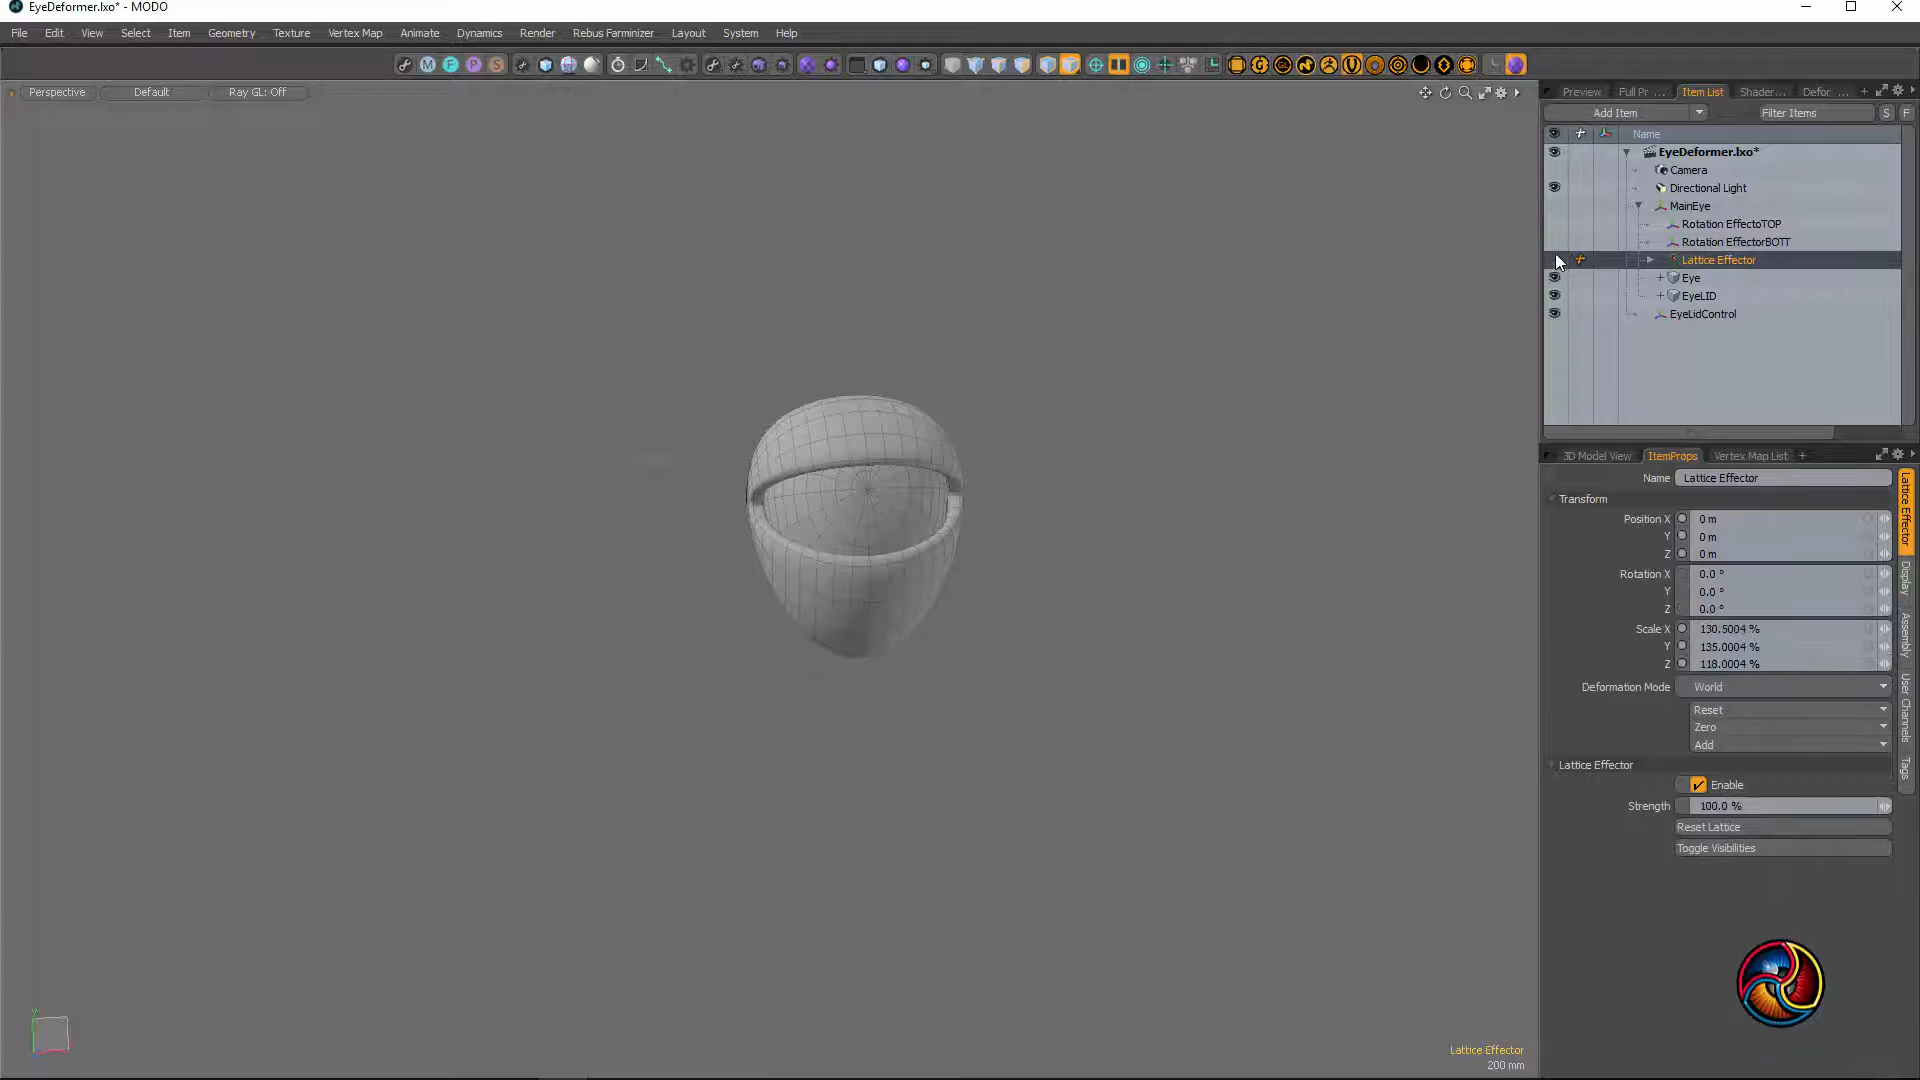 EyeDeformer.lxo* - MODO
File Edit View Select Item Geometry Texture Vertex Map Animate Dynamics Render Rebus Farminizer Layout System Help
Perspective Default Ray GL: Off
Preview Full Pr ... Item List Shader... Defor ...
Add Item Filter Items S F
Name
EyeDeformer.lxo*
Camera
Directional Light
MainEye
Rotation EffectoTOP
Rotation EffectorBOTT
Lattice Effector
Eye
EyeLID
EyeLidControl
3D Model View ItemProps Vertex Map List
Name Lattice Effector
Transform
Position X 0 m
Y 0 m
Z 0 m
Rotation X 0.0 °
Y 0.0 °
Z 0.0 °
Scale X 130.5004 %
Y 135.0004 %
Z 118.0004 %
Deformation Mode World
Reset
Zero
Add
Lattice Effector
Enable
Strength 100.0 %
Reset Lattice
Toggle Visibilities
Lattice Effector
Display
Assembly
User Channels
Tags
Lattice Effector
200 mm